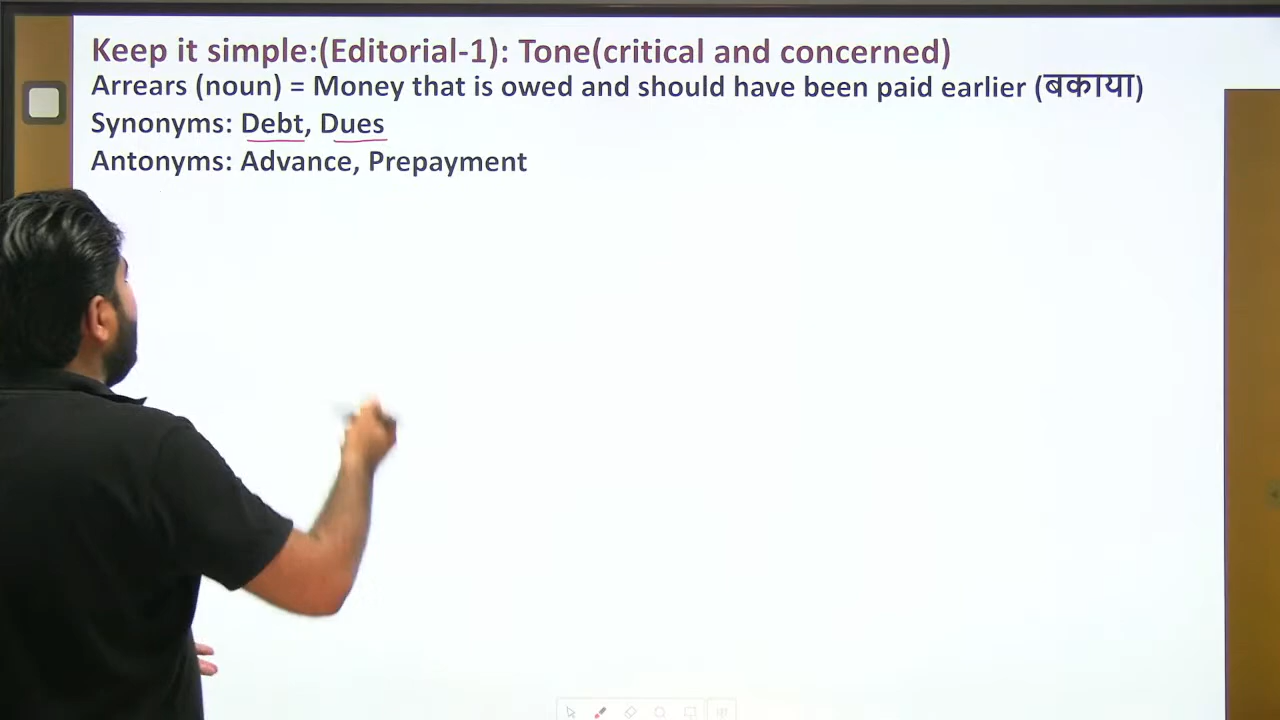 Keep it simple:(Editorial-1): Tone(critical and concerned)
Arrears (noun) = Money that is owed and should have been paid earlier (बकाया)
Synonyms: Debt, Dues
Antonyms: Advance, Prepayment